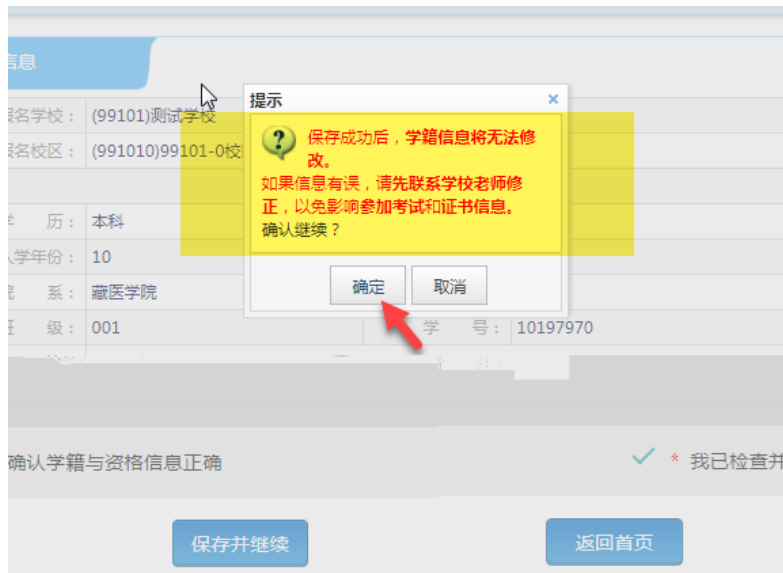 信息
提示
报名学校： (99101)测试学校
保存成功后，学籍信息将无法修
改。
报名校区： (991010)99101-0校
如果信息有误，请先联系学校老师修
正，以免影响参加考试和证书信息。
确认继续？
历： 本科
入学年份： 10
系： 藏医学院
确定
取消
级： 001
学 号： 10197970
确认学籍与资格信息正确
* 我已检查并
保存并继续
返回首页